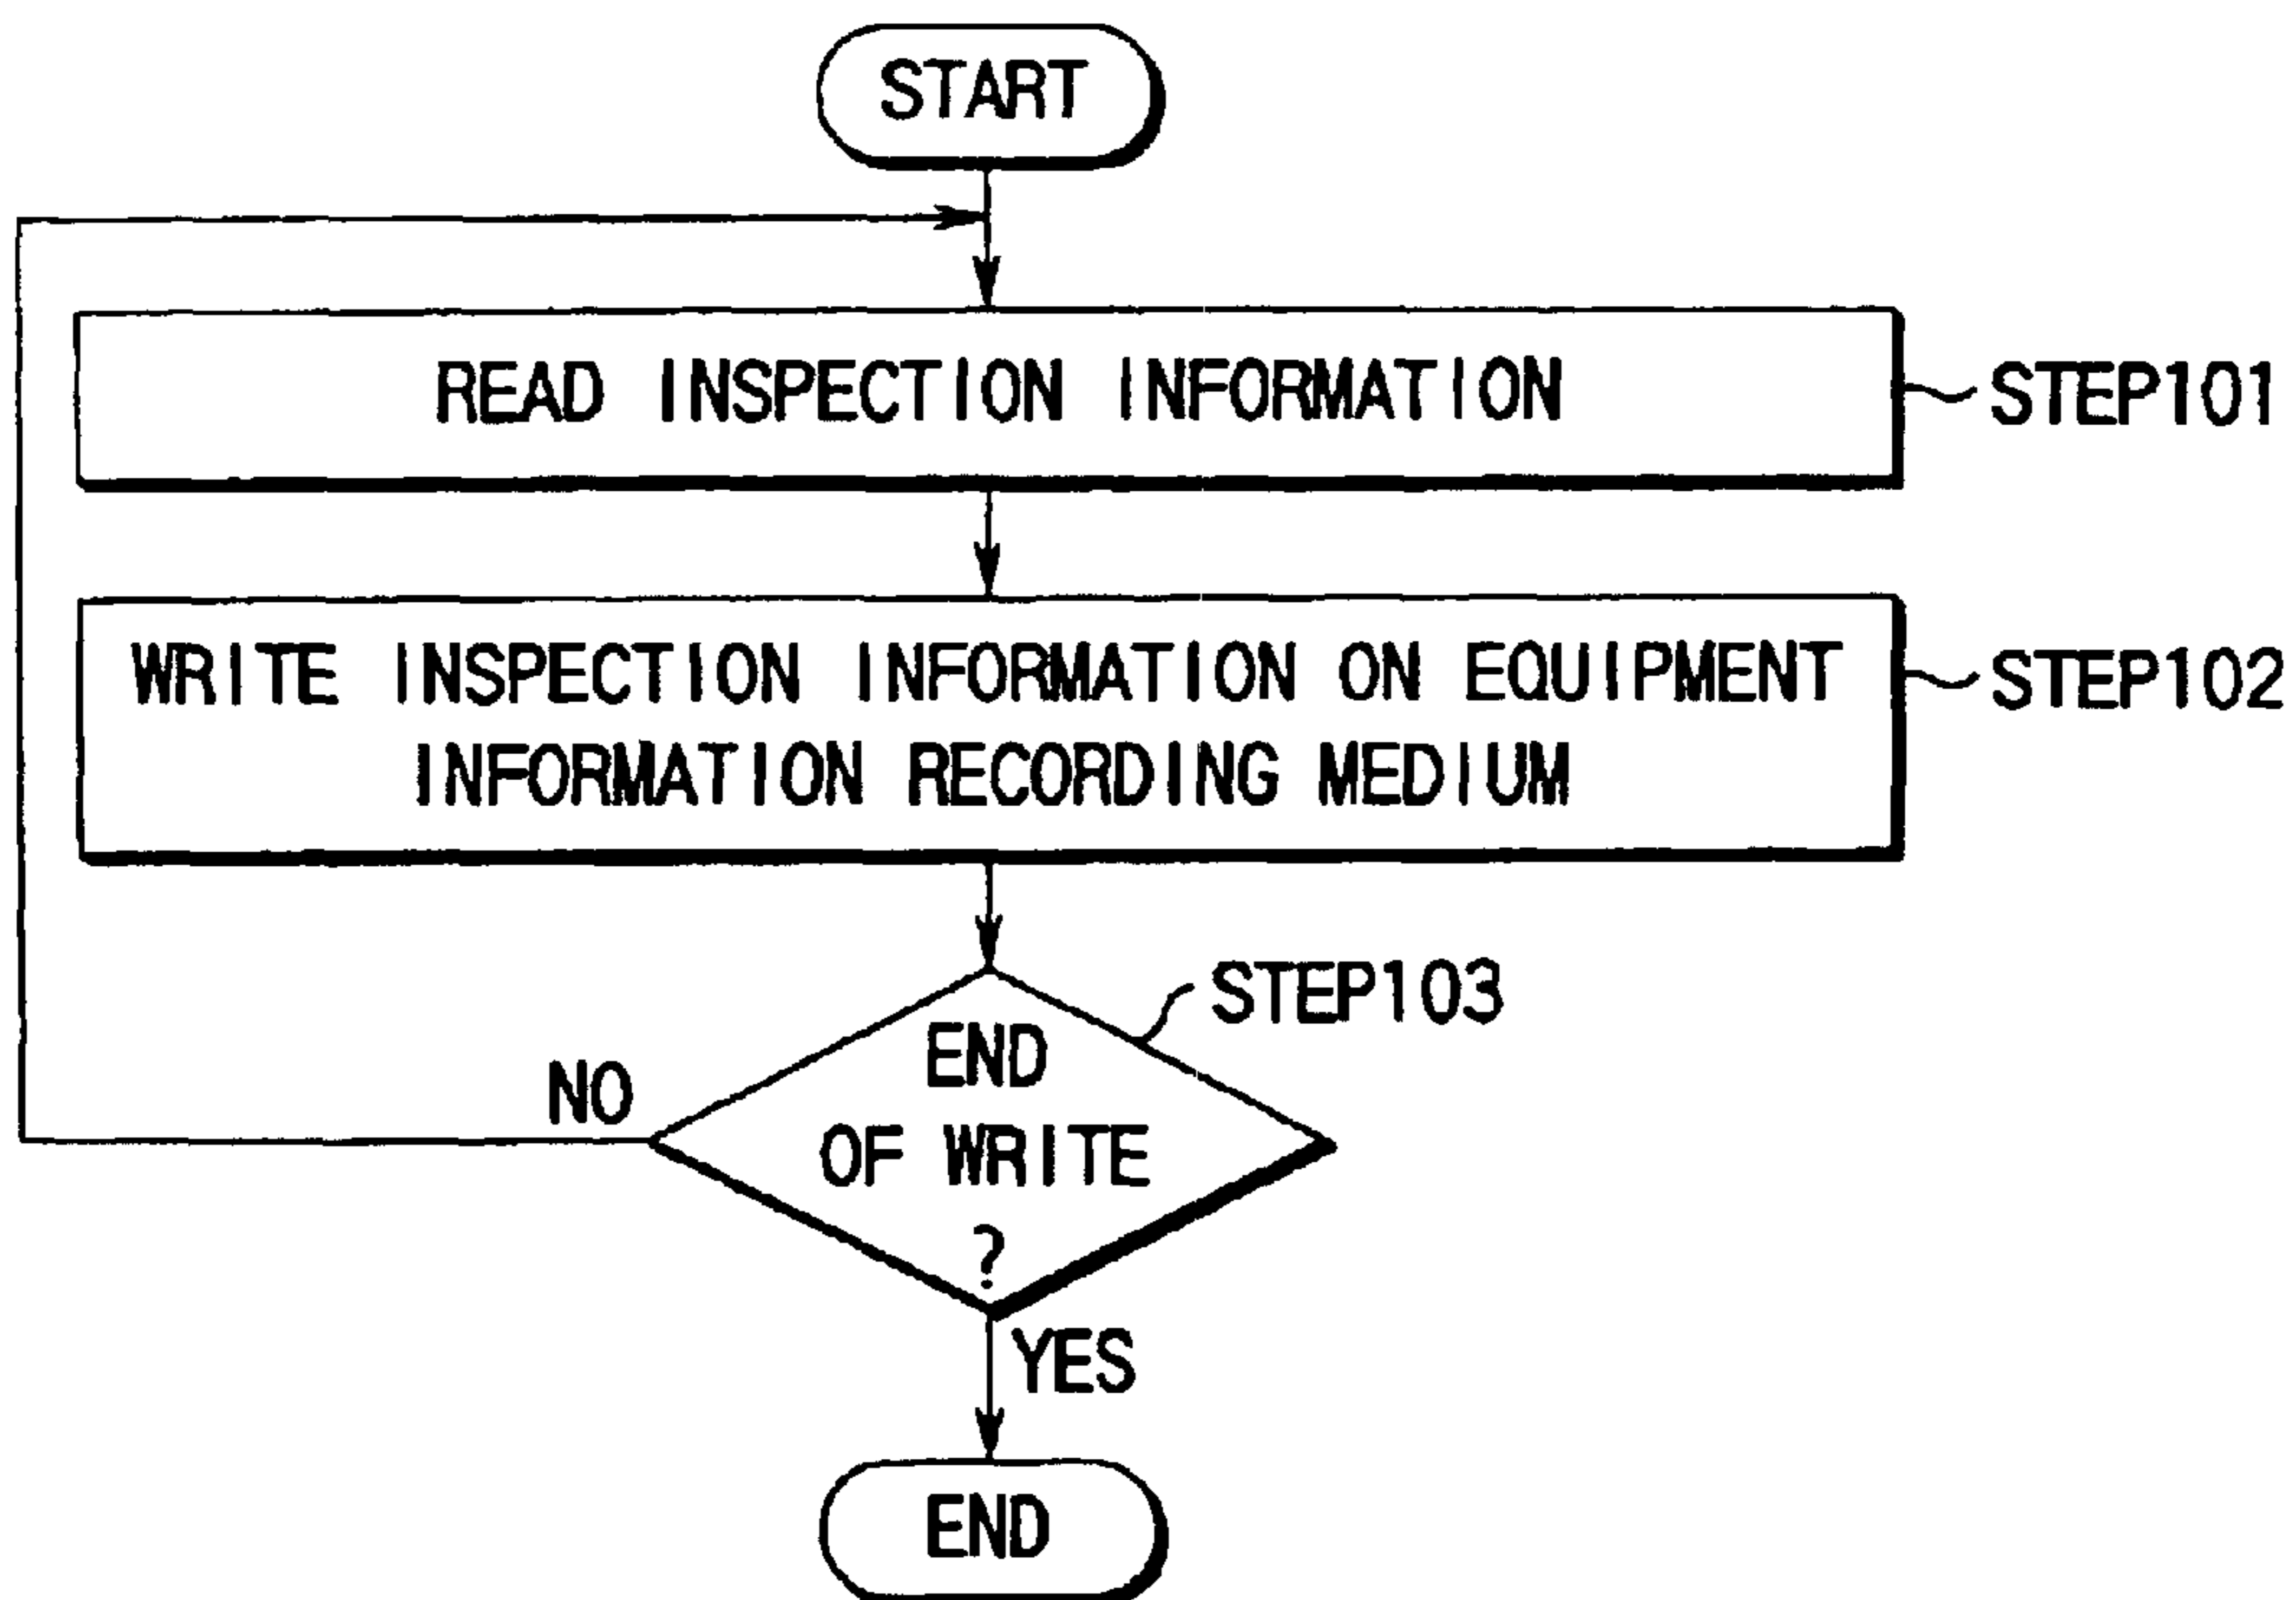 START
READ INSPECTION INFORMATION
STEP101
WRITE INSPECTION INFORMATION ON EQUIPMENT
INFORMATION RECORDING MEDIUM
STEP102
STEP103
END
OF WRITE
?
NO
YES
END